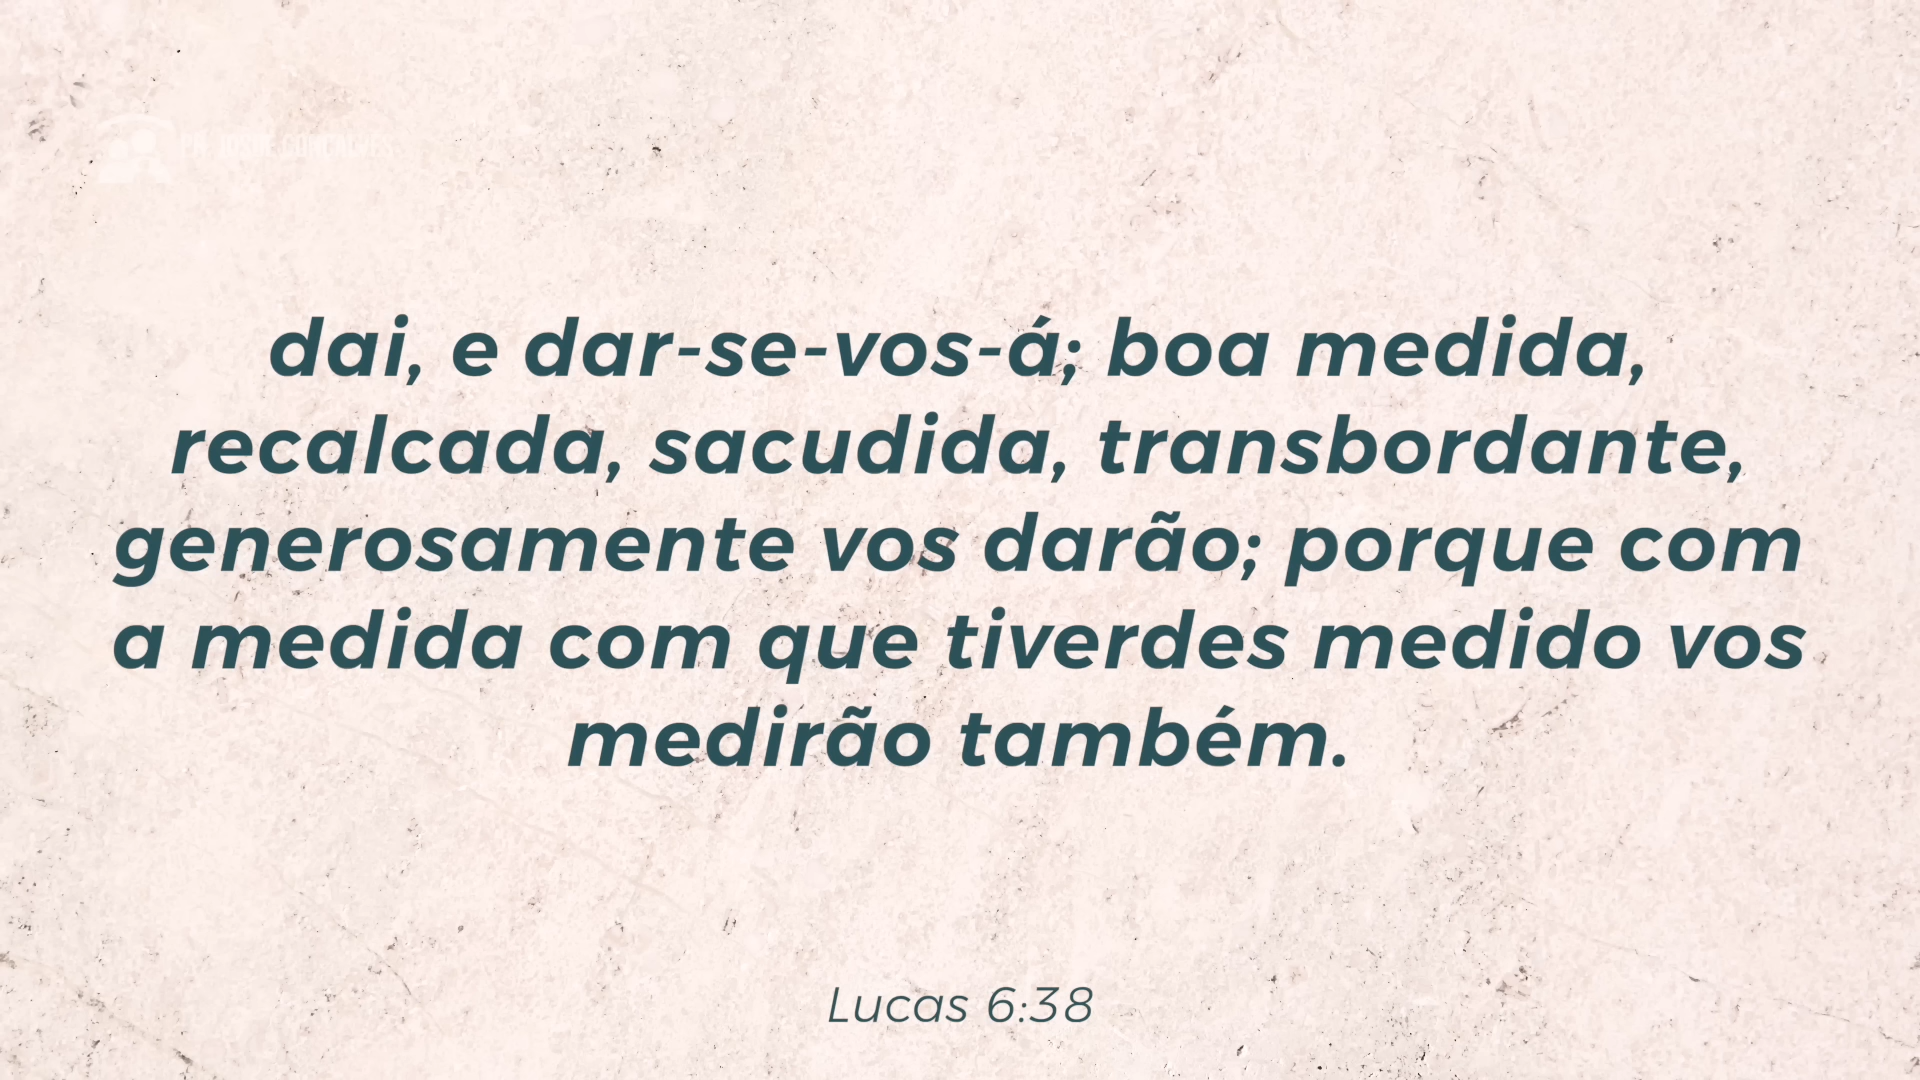 dai, e dar-se-vos-á; boa medida,
recalcada, sacudida, transbordante,
generosamente vos darão; porque com
a medida com que tiverdes medido vos
medirão também.
Lucas 6:38